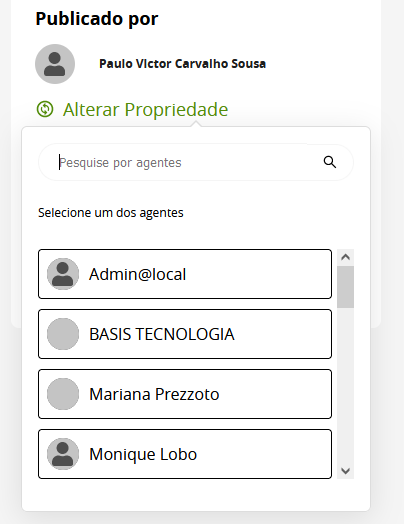 Publicado por
Paulo Victor Carvalho Sousa
Alterar Propriedade
Pesquise por agentes
Selecione um dos agentes
Admin@local
BASIS TECNOLOGIA
Mariana Prezzoto
Monique Lobo